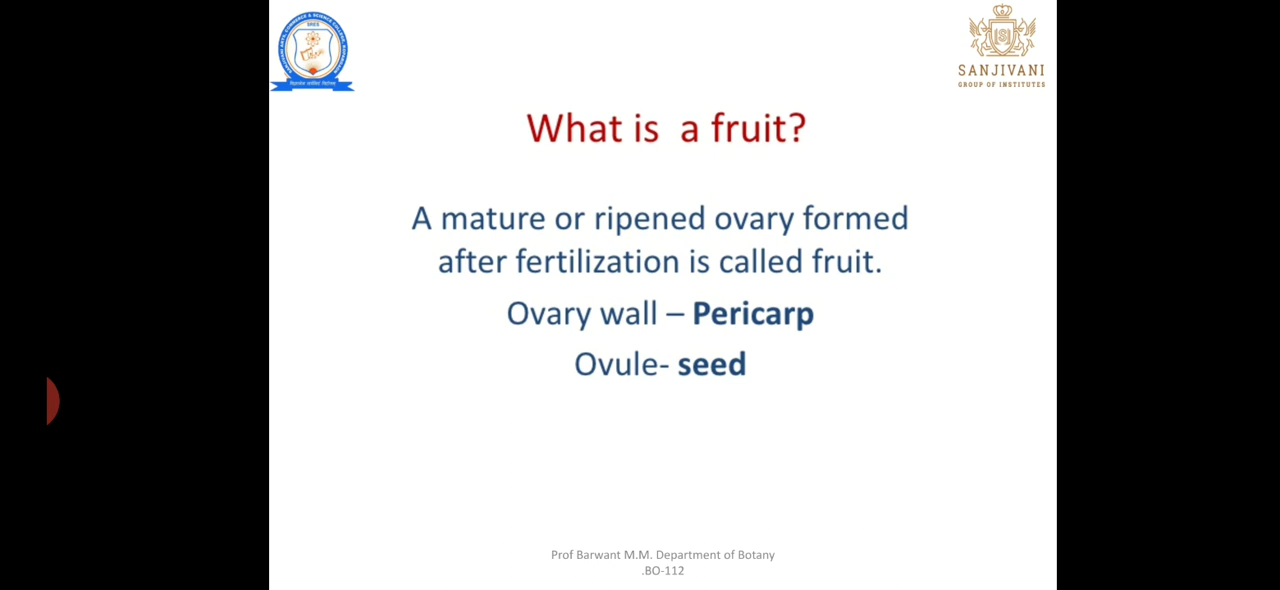 SRES
SANJIVANI
GROUP OF INSTITUTES
What is  a fruit?
A mature or ripened ovary formed
after fertilization is called fruit.
Ovary wall – Pericarp
Ovule- seed
Prof Barwant M.M. Department of Botany
.BO-112